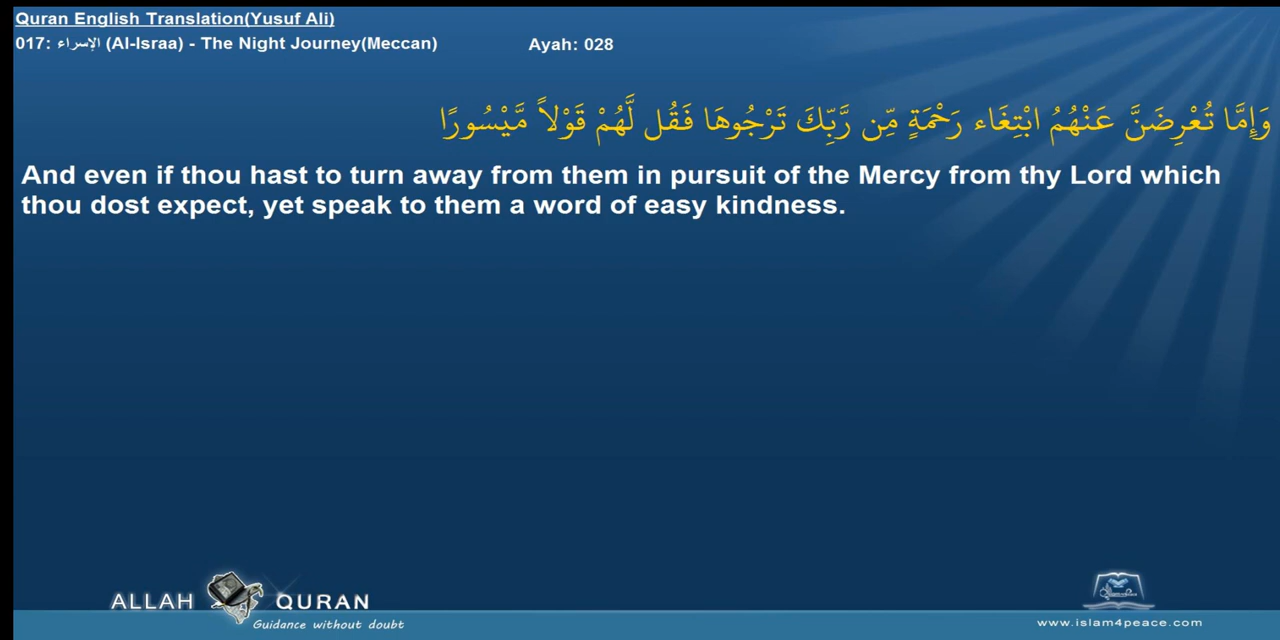 Quran English Translation(Yusuf Ali)
017: الإسراء (Al-Israa) - The Night Journey(Meccan) Ayah: 028
وَإِمَّا تُعْرِضَنَّ عَنْهُمُ ابْتِغَاء رَحْمَةٍ مِّن رَّبِّكَ تَرْجُوهَا فَقُل لَّهُمْ قَوْلاً مَّيْسُورًا
And even if thou hast to turn away from them in pursuit of the Mercy from thy Lord which
thou dost expect, yet speak to them a word of easy kindness.
ALLAH QURAN
Guidance without doubt
www.islam4peace.com